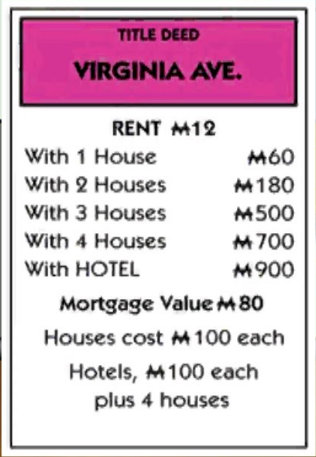 TITLE DEED
VIRGINIA AVE.
RENT ₩12
With 1 House ₩60
With 2 Houses ₩180
With 3 Houses ₩500
With 4 Houses ₩700
With HOTEL ₩900
Mortgage Value ₩80
Houses cost ₩100 each
Hotels, ₩100 each
plus 4 houses